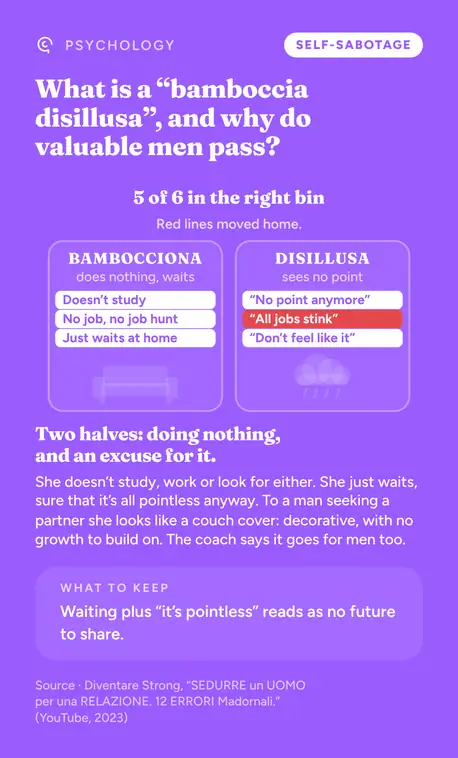 PSYCHOLOGY
SELF-SABOTAGE
What is a “bamboccia
disillusa”, and why do
valuable men pass?
5 of 6 in the right bin
Red lines moved home.
BAMBOCCIONA
does nothing, waits
Doesn’t study
No job, no job hunt
Just waits at home
DISILLUSA
sees no point
“No point anymore”
“All jobs stink”
“Don’t feel like it”
Two halves: doing nothing,
and an excuse for it.
She doesn’t study, work or look for either. She just waits,
sure that it’s all pointless anyway. To a man seeking a
partner she looks like a couch cover: decorative, with no
growth to build on. The coach says it goes for men too.
WHAT TO KEEP
Waiting plus “it’s pointless” reads as no future
to share.
Source · Diventare Strong, “SEDURRE un UOMO
per una RELAZIONE. 12 ERRORI Madornali.”
(YouTube, 2023)